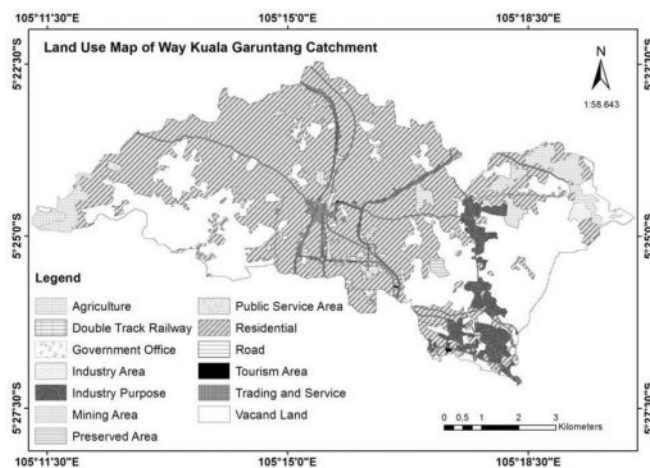 105°11'30"E 105°15'0"E 105°18'30"E
Land Use Map of Way Kuala Garuntang Catchment
N
1:58.643
5°22'30"S 5°22'30"S
5°25'0"S 5°25'0"S
5°27'30"S 5°27'30"S
Legend
Agriculture
Double Track Railway
Government Office
Industry Area
Industry Purpose
Mining Area
Preserved Area
Public Service Area
Residential
Road
Tourism Area
Trading and Service
Vacand Land
0 0,5 1 2 3
Kilometers
105°11'30"E 105°15'0"E 105°18'30"E